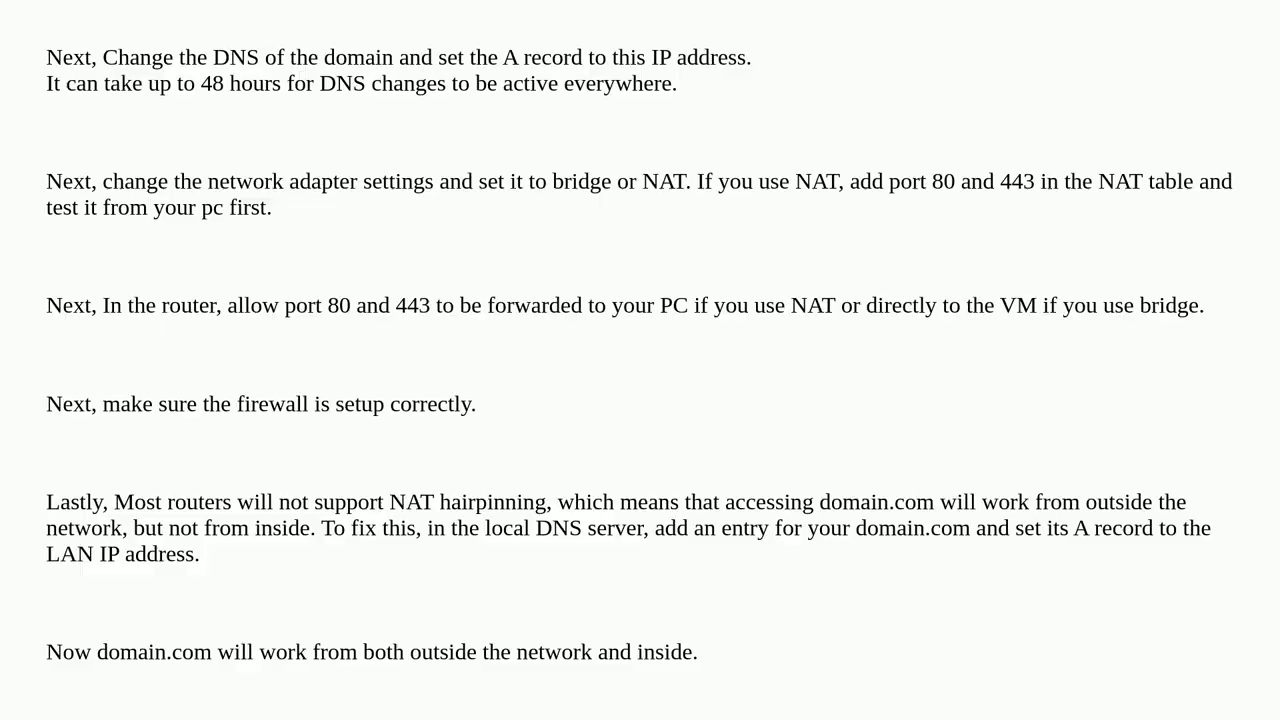 Next, Change the DNS of the domain and set the A record to this IP address.
It can take up to 48 hours for DNS changes to be active everywhere.
Next, change the network adapter settings and set it to bridge or NAT. If you use NAT, add port 80 and 443 in the NAT table and
test it from your pc first.
Next, In the router, allow port 80 and 443 to be forwarded to your PC if you use NAT or directly to the VM if you use bridge.
Next, make sure the firewall is setup correctly.
Lastly, Most routers will not support NAT hairpinning, which means that accessing domain.com will work from outside the
network, but not from inside. To fix this, in the local DNS server, add an entry for your domain.com and set its A record to the
LAN IP address.
Now domain.com will work from both outside the network and inside.